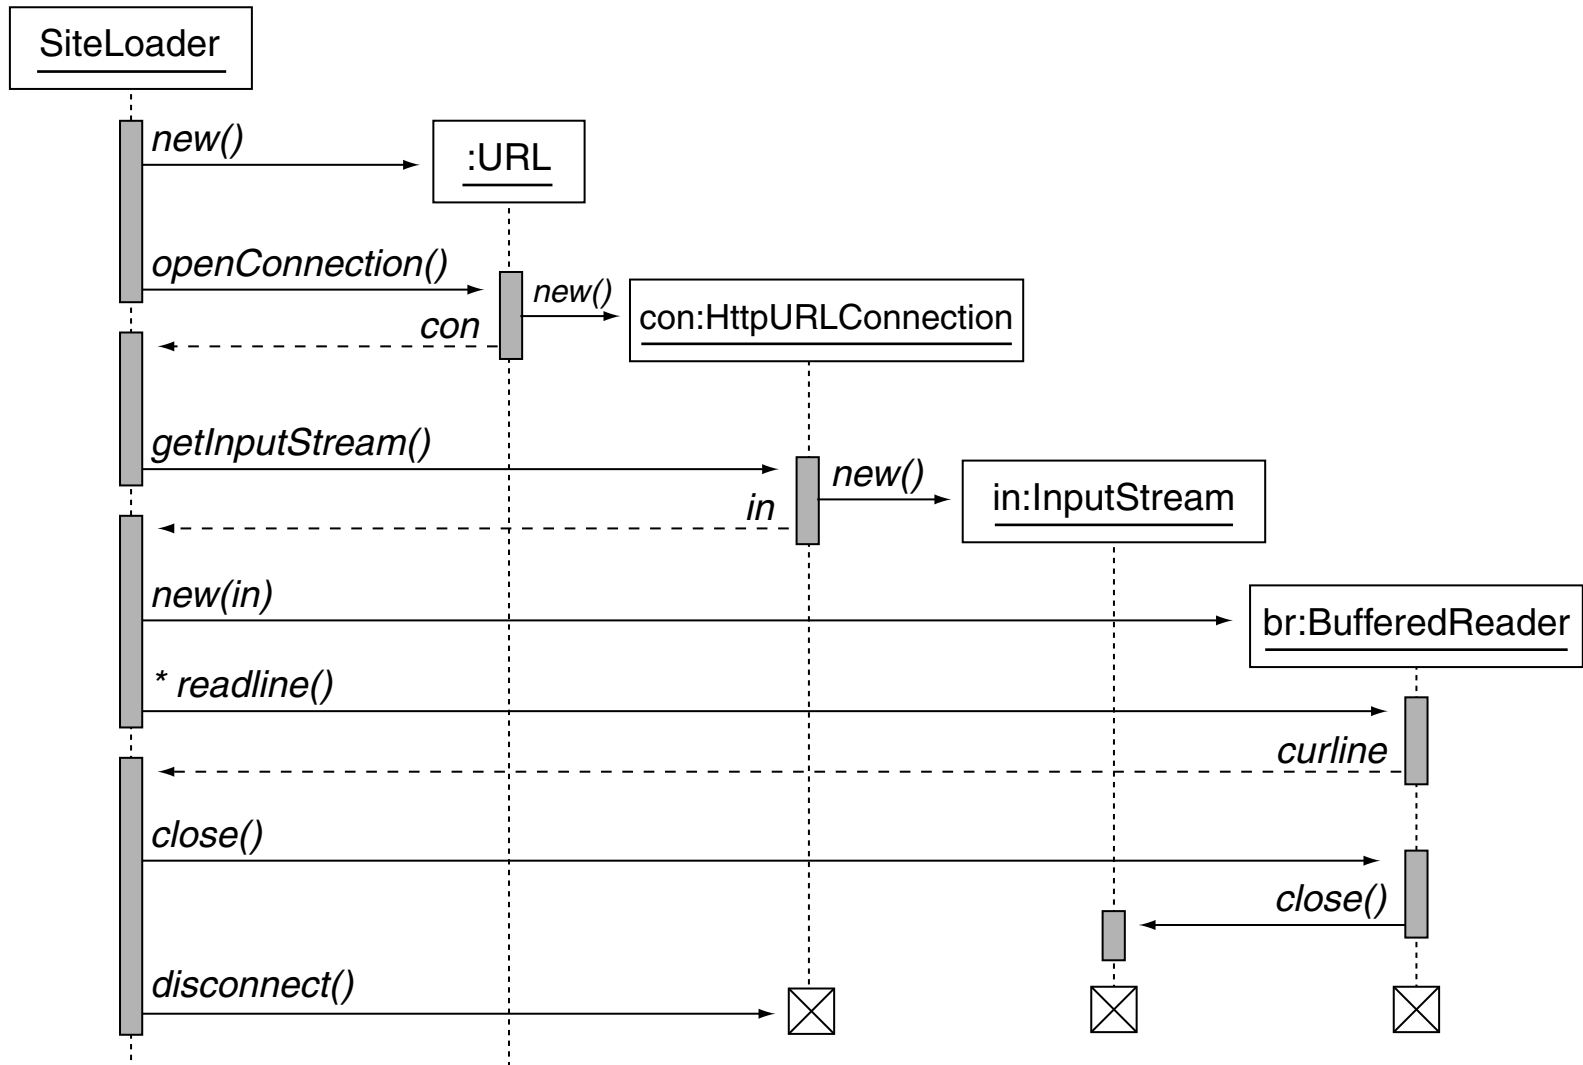 SiteLoader
new()
:URL
openConnection()
new()
con:HttpURLConnection
con
getInputStream()
new()
in:InputStream
in
new(in)
br:BufferedReader
* readline()
curline
close()
close()
disconnect()